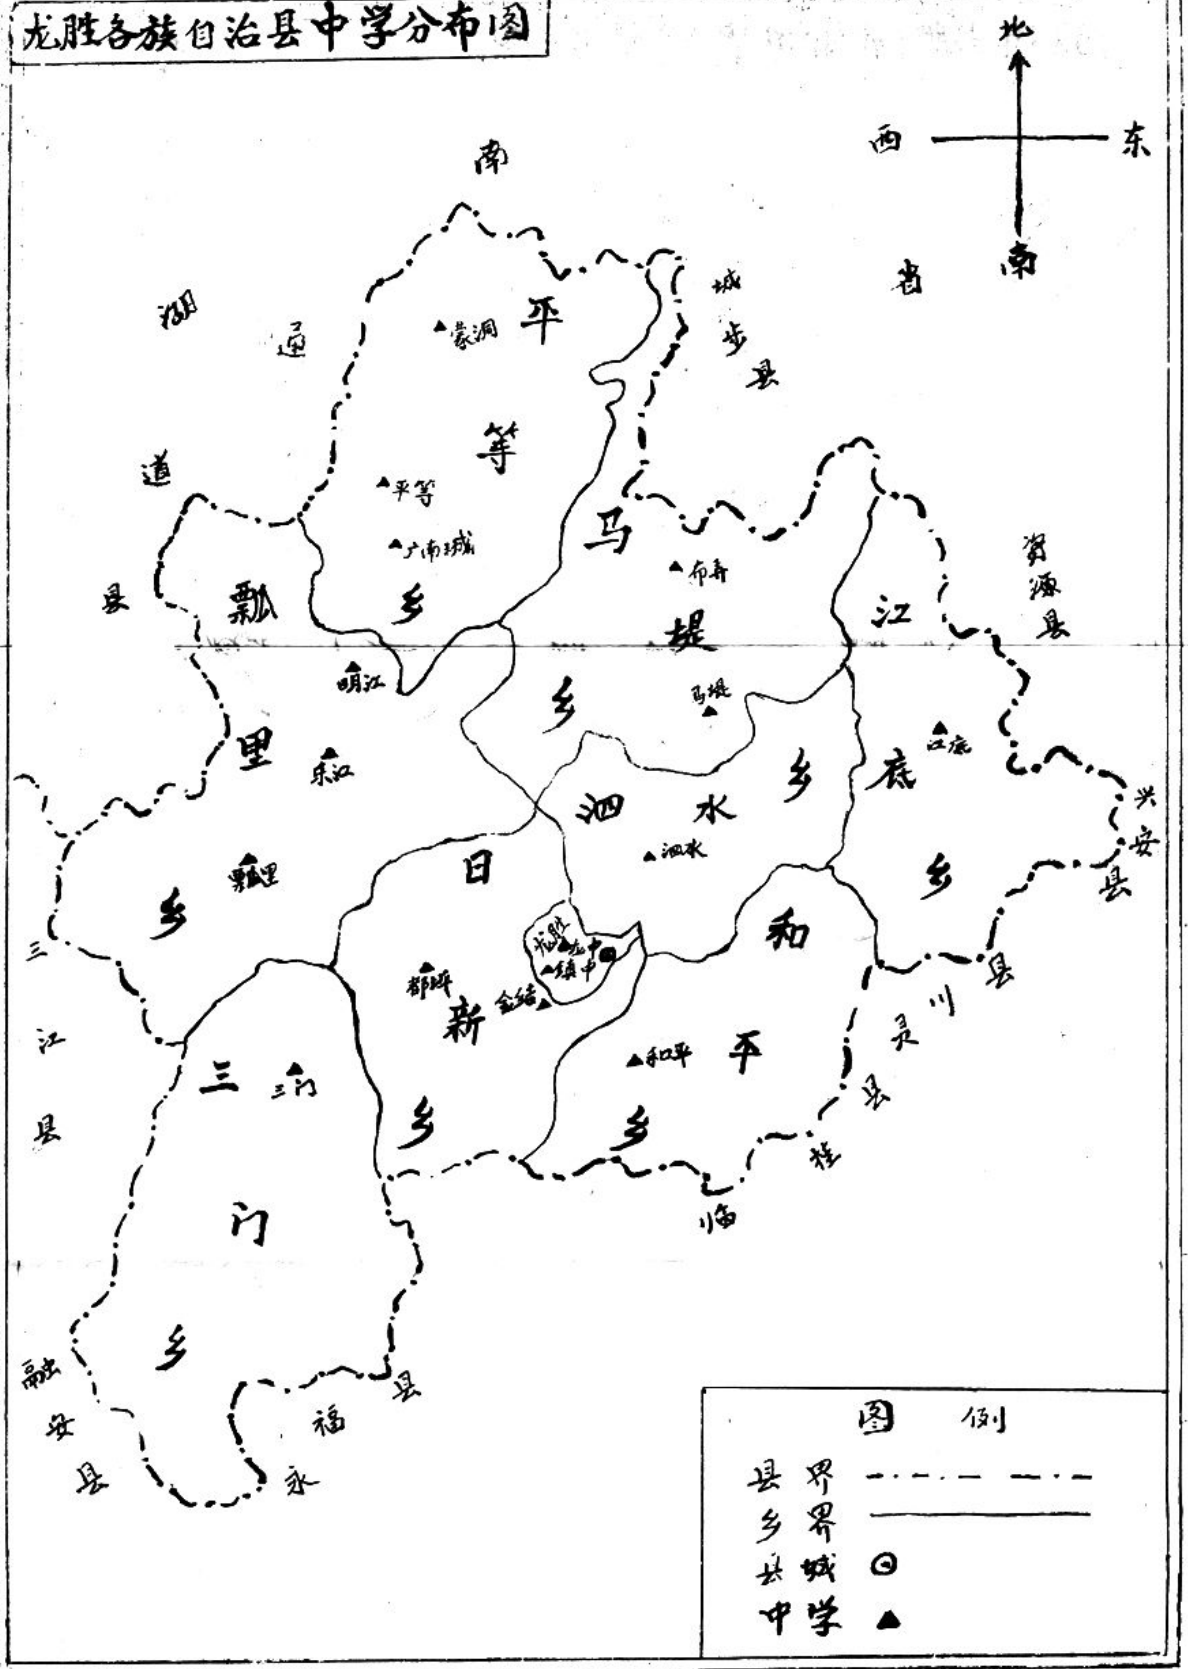 龙胜各族自治县中学分布图
北
西 东
南
湖 南 省
通 道 县
城步县
资源县
兴安县
灵川县
临桂县
永福县
融安县
三江县
平等乡
蒙洞
平等
广南城
马堤乡
布弄
马堤
江底乡
江底
瓢里乡
明江
乐江
瓢里
泗水乡
泗水
日新乡
都坪
金结
龙胜
龙中
镇中
和平乡
和平
三门乡
三门
图 例
县界
乡界
县城
中学